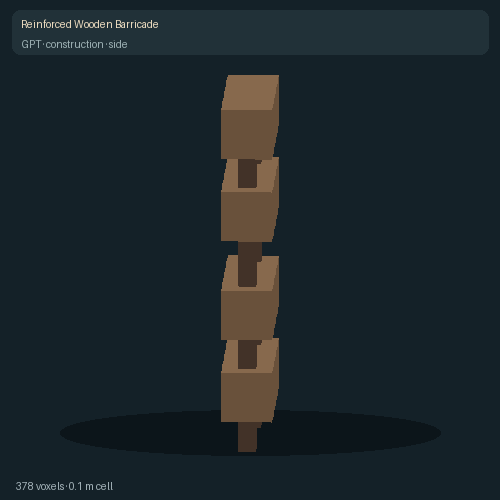 Reinforced Wooden Barricade
GPT·construction·side
378 voxels·0.1 m cell